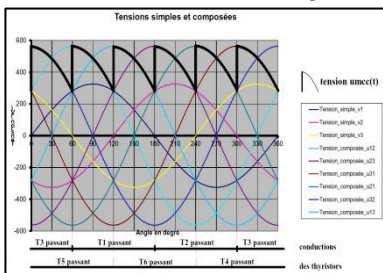 Tensions simples et composées
600
400
200
0
-200
-400
-600
0 30 60 90 120 150 180 210 240 270 300 330 360
Angle en degré
tension umcc(t)
Tension_simple_v1
Tension_simple_v2
Tension_simple_v3
Tension_composée_u12
Tension_composée_u23
Tension_composée_u31
Tension_composée_u21
Tension_composée_u32
Tension_composée_u13
T3 passant T1 passant T2 passant T3 passant
conductions
T5 passant T6 passant T4 passant
des thyristors